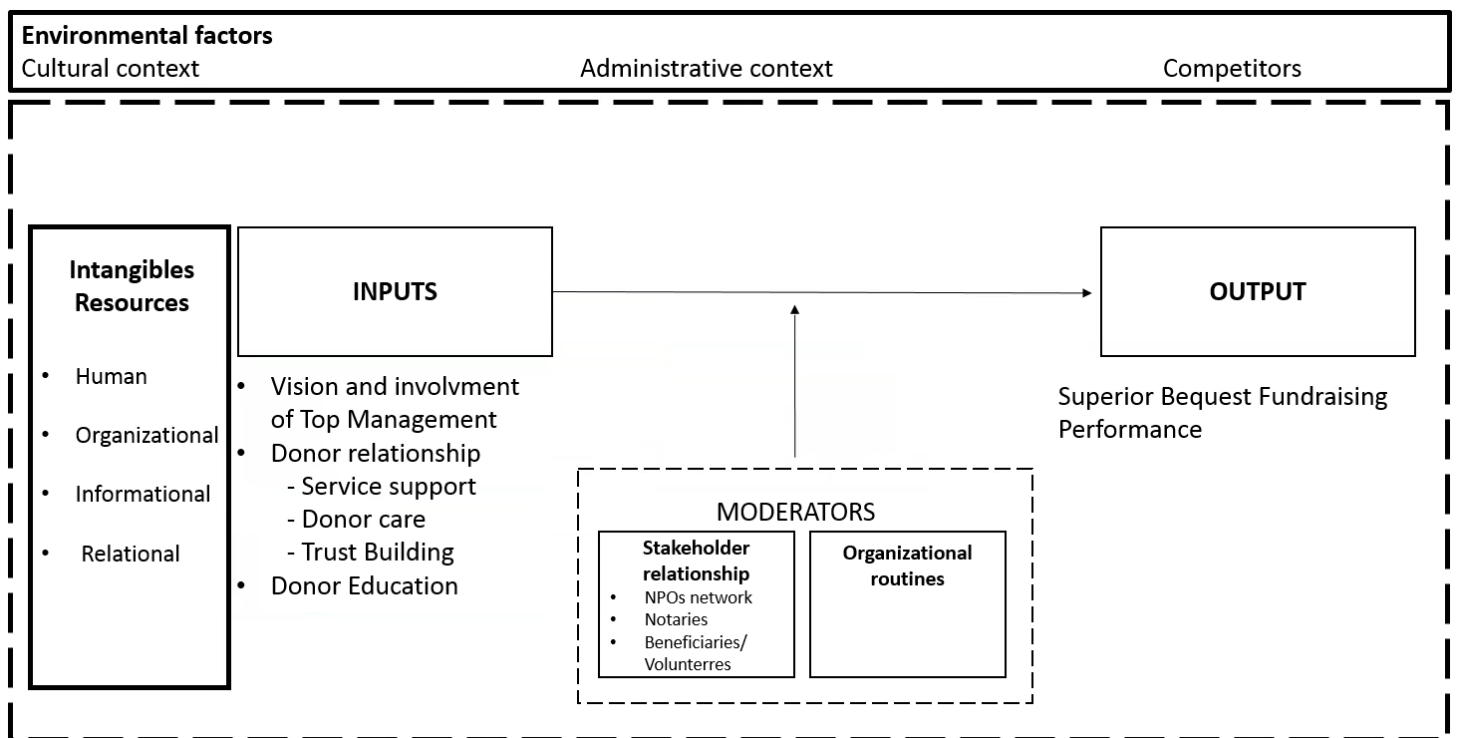 Environmental factors
Cultural context Administrative context Competitors
Intangibles
Resources
• Human
• Organizational
• Informational
• Relational
INPUTS
• Vision and involvment
of Top Management
• Donor relationship
- Service support
- Donor care
- Trust Building
• Donor Education
MODERATORS
Stakeholder
relationship
• NPOs network
• Notaries
• Beneficiaries/
Volunterres
Organizational
routines
OUTPUT
Superior Bequest Fundraising
Performance